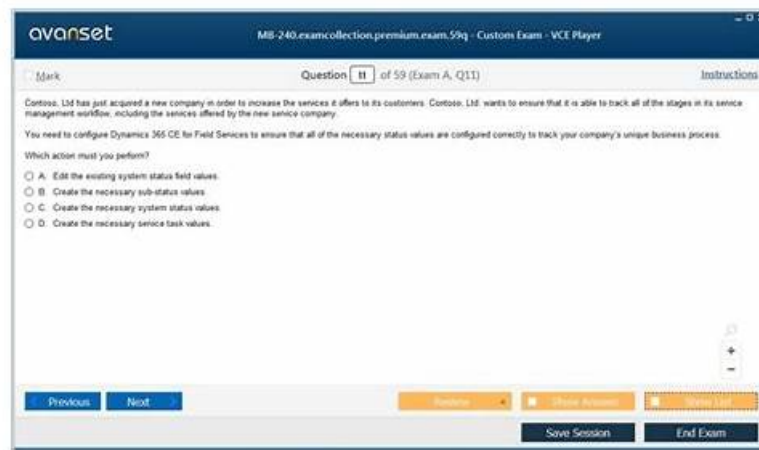 avanset
MB-240.examcollection.premium.exam.59q - Custom Exam - VCE Player
Mark
Question 11 of 59 (Exam A, Q11)
Instructions
Contoso, Ltd has just acquired a new company in order to increase the services it offers to its customers. Contoso, Ltd. wants to ensure that it is able to track all of the stages in its service
management workflow, including the services offered by the new service company.
You need to configure Dynamics 365 CE for Field Services to ensure that all of the necessary status values are configured correctly to track your company's unique business process.
Which action must you perform?
A. Edit the existing system status field values.
B. Create the necessary sub-status values.
C. Create the necessary system status values.
D. Create the necessary service task values.
Previous Next Review Show Answer Show List
Save Session End Exam